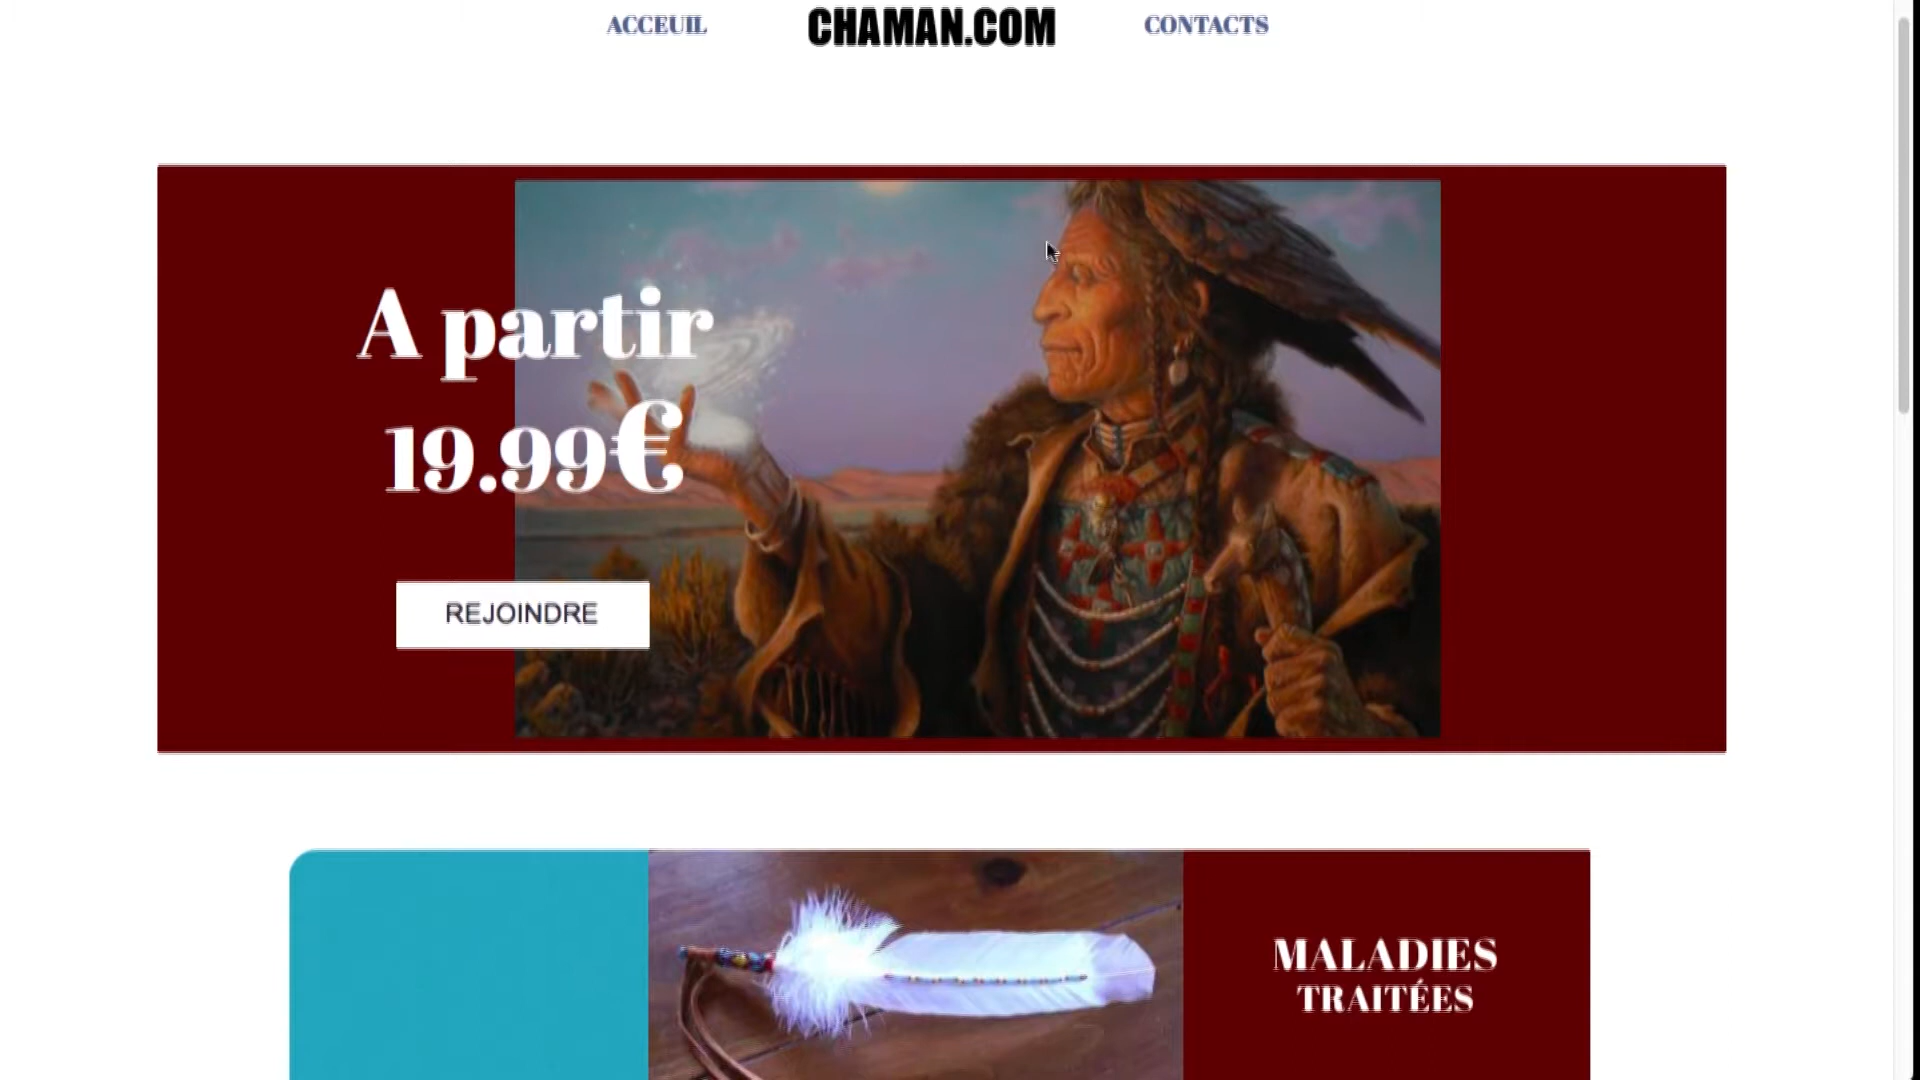 ACCEUIL
CHAMAN.COM
CONTACTS
A partir
19.99€
REJOINDRE
MALADIES
TRAITÉES